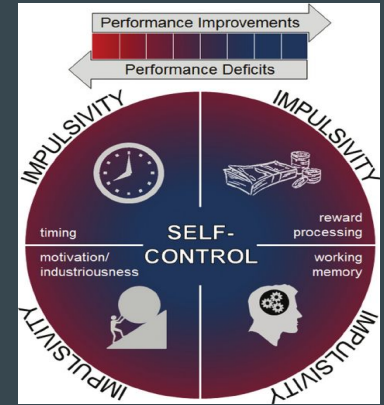 Performance Improvements
Performance Deficits
IMPULSIVITY
IMPULSIVITY
timing
reward
processing
SELF-
CONTROL
motivation/
industriousness
working
memory
IMPULSIVITY
IMPULSIVITY